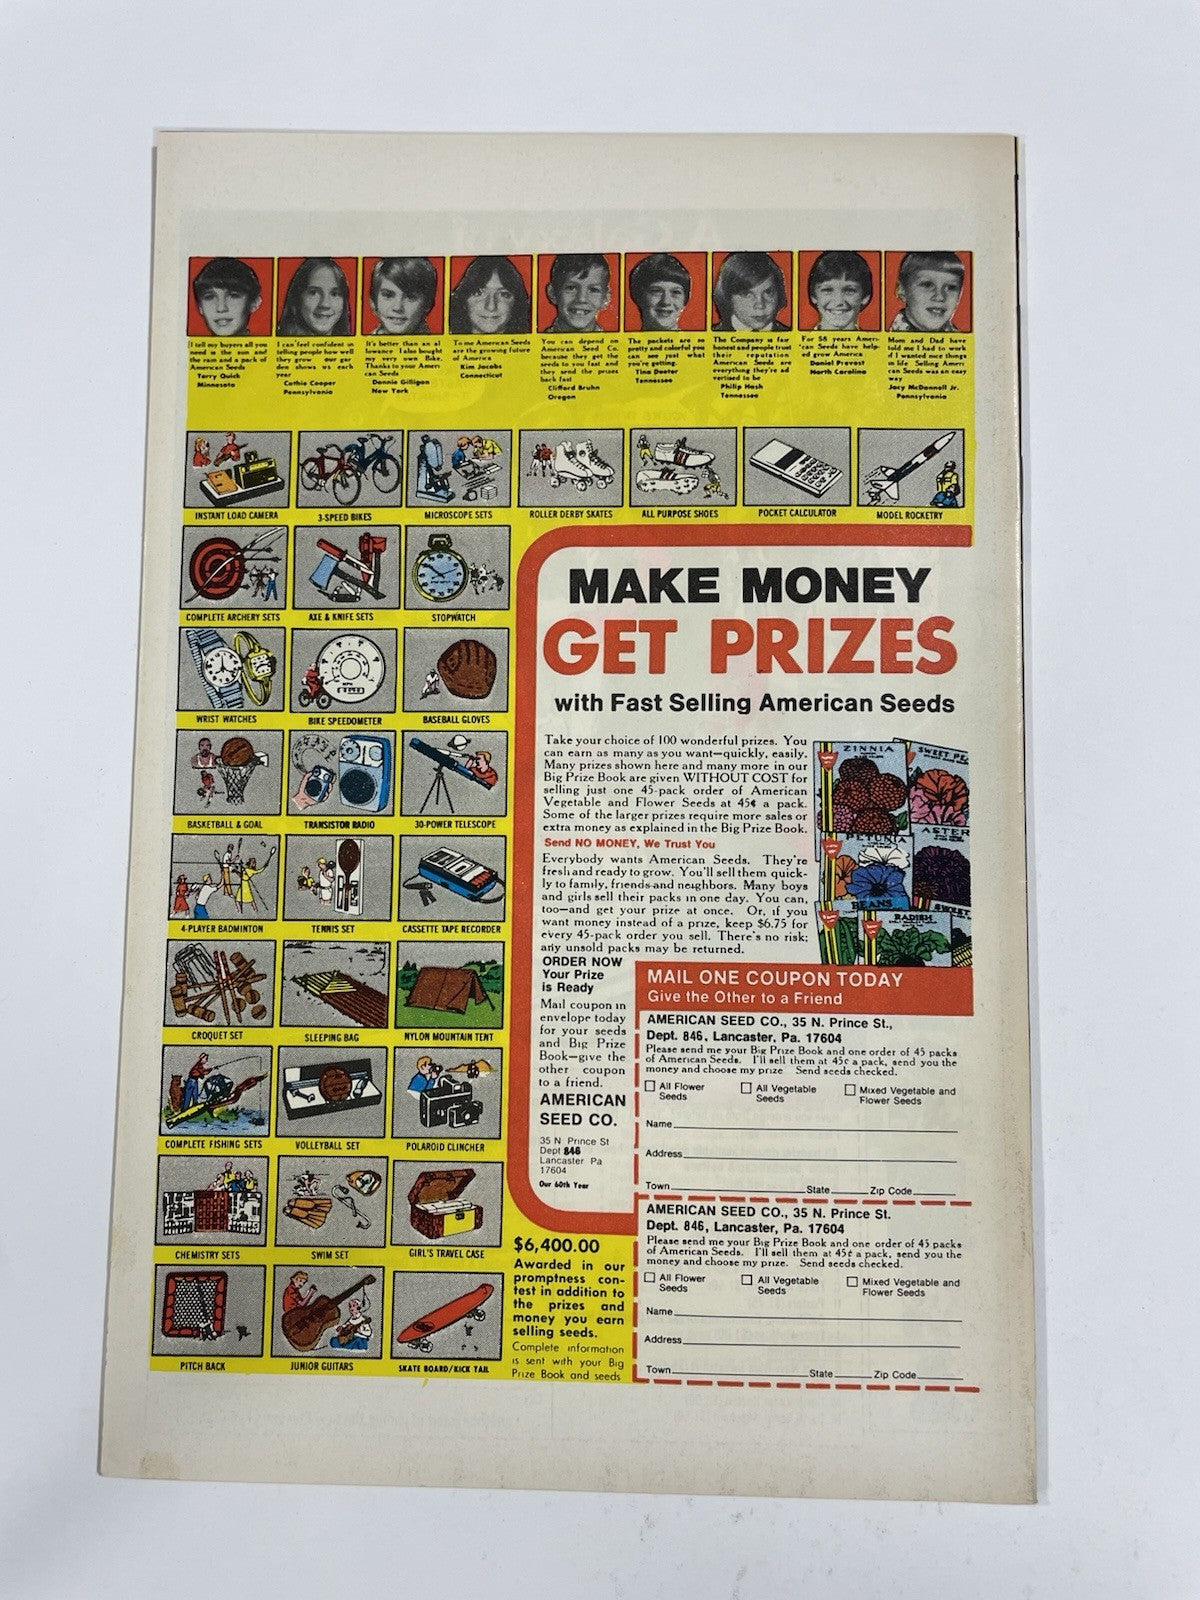 I tell my buyers all you
need is the sun and
the rain and a pack of
American Seeds
Terry Quick
Minnesota
I can feel confident in
telling people how well
they grow our gar
den shows us each
year
Cathie Cooper
Pennsylvania
It's better than an al
lowance I also bought
my very own Bike.
Thanks to your Ameri
can Seeds
Donnie Gilligan
New York
To me American Seeds
are the growing future
of America
Kim Jacobs
Connecticut
You can depend on
American Seed Co.
because they get the
seeds to you fast and
they send the prizes
back fast
Clifford Bruhn
Oregon
The packets are so
pretty and colorful you
can see just what
you're getting.
Tina Deeter
Tennessee
The Company is fair
honest and people trust
their reputation
American Seeds are
everything they're ad
vertised to be
Philip Hash
Tennessee
For 58 years Ameri-
can Seeds have help-
ed grow America
Daniel Prevost
North Carolina
Mom and Dad have
told me I had to work
if I wanted nice things
in life Selling Ameri
can Seeds was an easy
way
Jacy McDonnell Jr.
Pennsylvania
INSTANT LOAD CAMERA
3-SPEED BIKES
MICROSCOPE SETS
ROLLER DERBY SKATES
ALL PURPOSE SHOES
POCKET CALCULATOR
MODEL ROCKETRY
COMPLETE ARCHERY SETS
AXE & KNIFE SETS
STOPWATCH
WRIST WATCHES
BIKE SPEEDOMETER
BASEBALL GLOVES
BASKETBALL & GOAL
TRANSISTOR RADIO
30-POWER TELESCOPE
4-PLAYER BADMINTON
TENNIS SET
CASSETTE TAPE RECORDER
CROQUET SET
SLEEPING BAG
NYLON MOUNTAIN TENT
COMPLETE FISHING SETS
VOLLEYBALL SET
POLAROID CLINCHER
CHEMISTRY SETS
SWIM SET
GIRL'S TRAVEL CASE
PITCH BACK
JUNIOR GUITARS
SKATE BOARD/KICK TAIL
MAKE MONEY
GET PRIZES
with Fast Selling American Seeds
Take your choice of 100 wonderful prizes. You
can earn as many as you want—quickly, easily.
Many prizes shown here and many more in our
Big Prize Book are given WITHOUT COST for
selling just one 45-pack order of American
Vegetable and Flower Seeds at 45¢ a pack.
Some of the larger prizes require more sales or
extra money as explained in the Big Prize Book.
Send NO MONEY, We Trust You
Everybody wants American Seeds. They're
fresh and ready to grow. You'll sell them quick-
ly to family, friends and neighbors. Many boys
and girls sell their packs in one day. You can,
too—and get your prize at once. Or, if you
want money instead of a prize, keep $6.75 for
every 45-pack order you sell. There's no risk;
any unsold packs may be returned.
ZINNIA
SWEET PE
PETUNIA
ASTER
BEANS
SWEET
RADISH
ORDER NOW
Your Prize
is Ready
Mail coupon in
envelope today
for your seeds
and Big Prize
Book—give the
other coupon
to a friend.
AMERICAN
SEED CO.
35 N Prince St
Dept 846
Lancaster Pa
17604
Our 60th Year
$6,400.00
Awarded in our
promptness con-
test in addition to
the prizes and
money you earn
selling seeds.
Complete information
is sent with your Big
Prize Book and seeds
MAIL ONE COUPON TODAY
Give the Other to a Friend
AMERICAN SEED CO., 35 N. Prince St.,
Dept. 846, Lancaster, Pa. 17604
Please send me your Big Prize Book and one order of 45 packs
of American Seeds. I'll sell them at 45¢ a pack, send you the
money and choose my prize Send seeds checked.
All Flower
Seeds
All Vegetable
Seeds
Mixed Vegetable and
Flower Seeds
Name
Address
Town State Zip Code
AMERICAN SEED CO., 35 N. Prince St.
Dept. 846, Lancaster, Pa. 17604
Please send me your Big Prize Book and one order of 45 packs
of American Seeds. I'll sell them at 45¢ a pack, send you the
money and choose my prize. Send seeds checked.
All Flower
Seeds
All Vegetable
Seeds
Mixed Vegetable and
Flower Seeds
Name
Address
Town State Zip Code